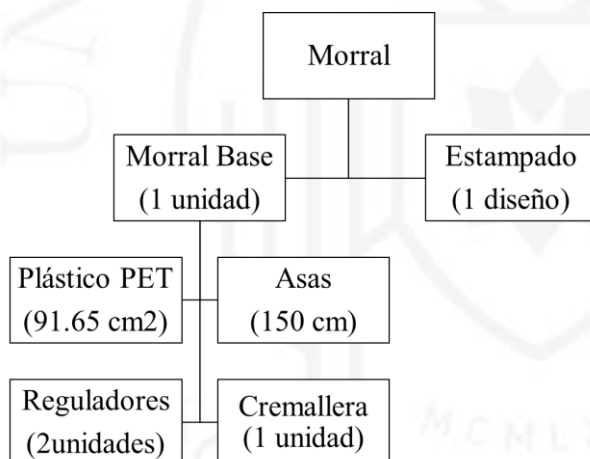 Morral
Morral Base
(1 unidad)
Estampado
(1 diseño)
Plástico PET
(91.65 cm2)
Asas
(150 cm)
Reguladores
(2unidades)
Cremallera
(1 unidad)